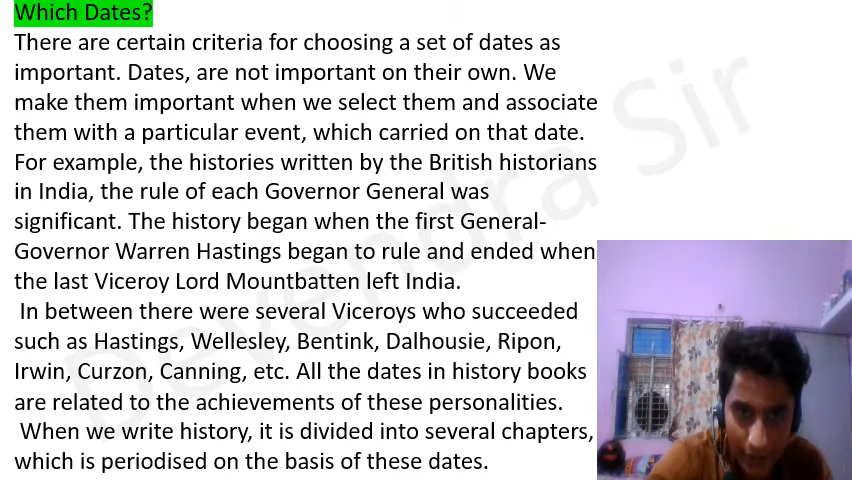 Which Dates?
There are certain criteria for choosing a set of dates as
important. Dates, are not important on their own. We
make them important when we select them and associate
them with a particular event, which carried on that date.
For example, the histories written by the British historians
in India, the rule of each Governor General was
significant. The history began when the first General-
Governor Warren Hastings began to rule and ended when
the last Viceroy Lord Mountbatten left India.
In between there were several Viceroys who succeeded
such as Hastings, Wellesley, Bentink, Dalhousie, Ripon,
Irwin, Curzon, Canning, etc. All the dates in history books
are related to the achievements of these personalities.
When we write history, it is divided into several chapters,
which is periodised on the basis of these dates.
Devendra Sir